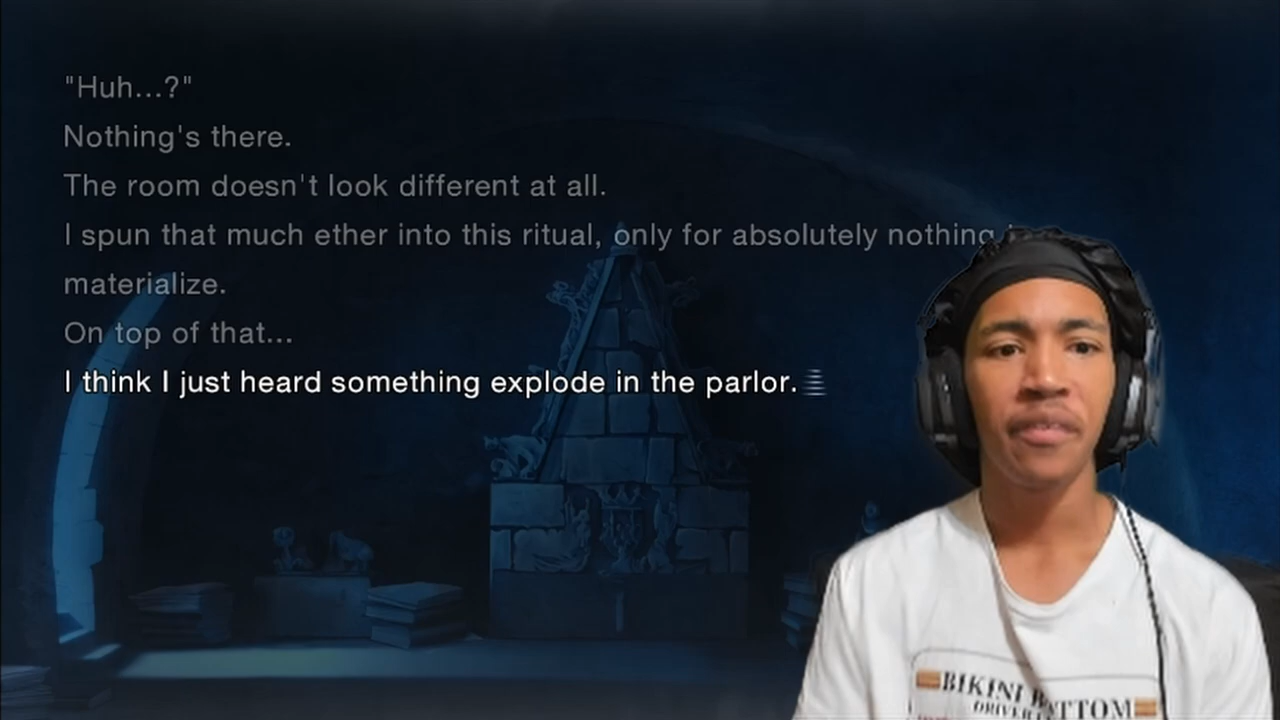 "Huh...?"
Nothing's there.
The room doesn't look different at all.
I spun that much ether into this ritual, only for absolutely nothing
materialize.
On top of that...
I think I just heard something explode in the parlor.
BIKINI BOTTOM